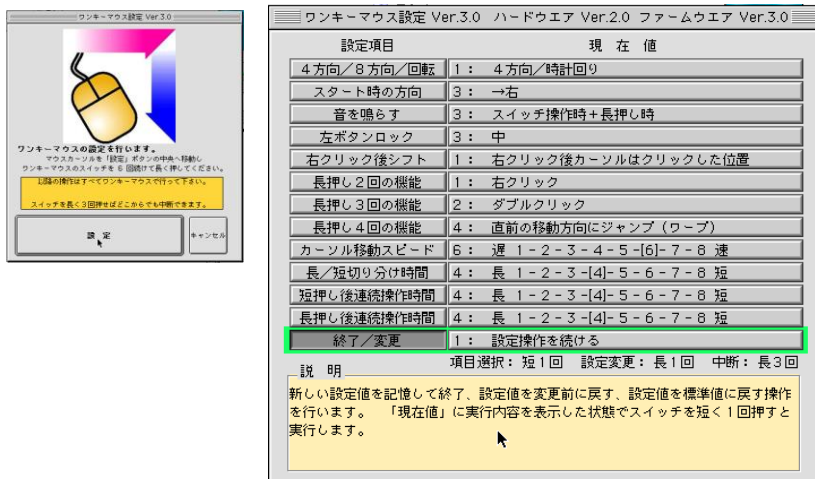 ワンキーマウス設定 Ver.3.0
ワンキーマウスの設定を行います。
マウスカーソルを「設定」ボタンの中央へ移動し
ワンキーマウスのスイッチを 6 回続けて長く押してください。
以降の操作はすべてワンキーマウスで行って下さい。
スイッチを長く3回押せばどこからでも中断できます。
設 定
キャンセル
ワンキーマウス設定 Ver.3.0 ハードウエア Ver.2.0 ファームウエア Ver.3.0
設定項目 現 在 値
4方向／8方向／回転 1： 4方向／時計回り
スタート時の方向 3： →右
音を鳴らす 3： スイッチ操作時＋長押し時
左ボタンロック 3： 中
右クリック後シフト 1： 右クリック後カーソルはクリックした位置
長押し2回の機能 1： 右クリック
長押し3回の機能 2： ダブルクリック
長押し4回の機能 4： 直前の移動方向にジャンプ（ワープ）
カーソル移動スピード 6： 遅 1-2-3-4-5-[6]-7-8 速
長／短切り分け時間 4： 長 1-2-3-[4]-5-6-7-8 短
短押し後連続操作時間 4： 長 1-2-3-[4]-5-6-7-8 短
長押し後連続操作時間 4： 長 1-2-3-[4]-5-6-7-8 短
終了／変更 1： 設定操作を続ける
項目選択：短1回 設定変更：長1回 中断：長3回
説 明
新しい設定値を記憶して終了、設定値を変更前に戻す、設定値を標準値に戻す操作
を行います。 「現在値」に実行内容を表示した状態でスイッチを短く1回押すと
実行します。